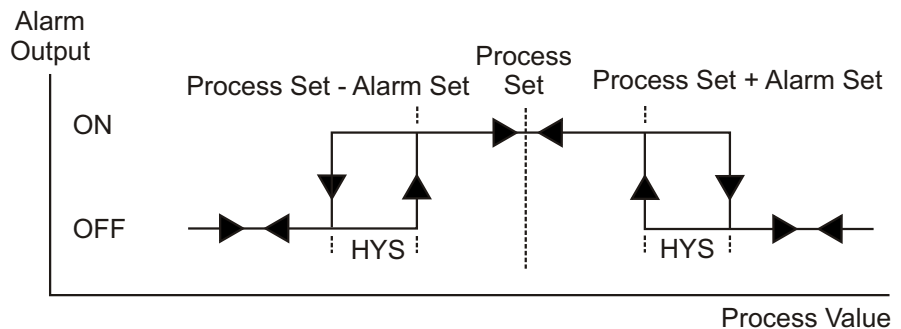 Alarm
Output
Process Set - Alarm Set
Process
Set
Process Set + Alarm Set
ON
OFF
HYS
HYS
Process Value